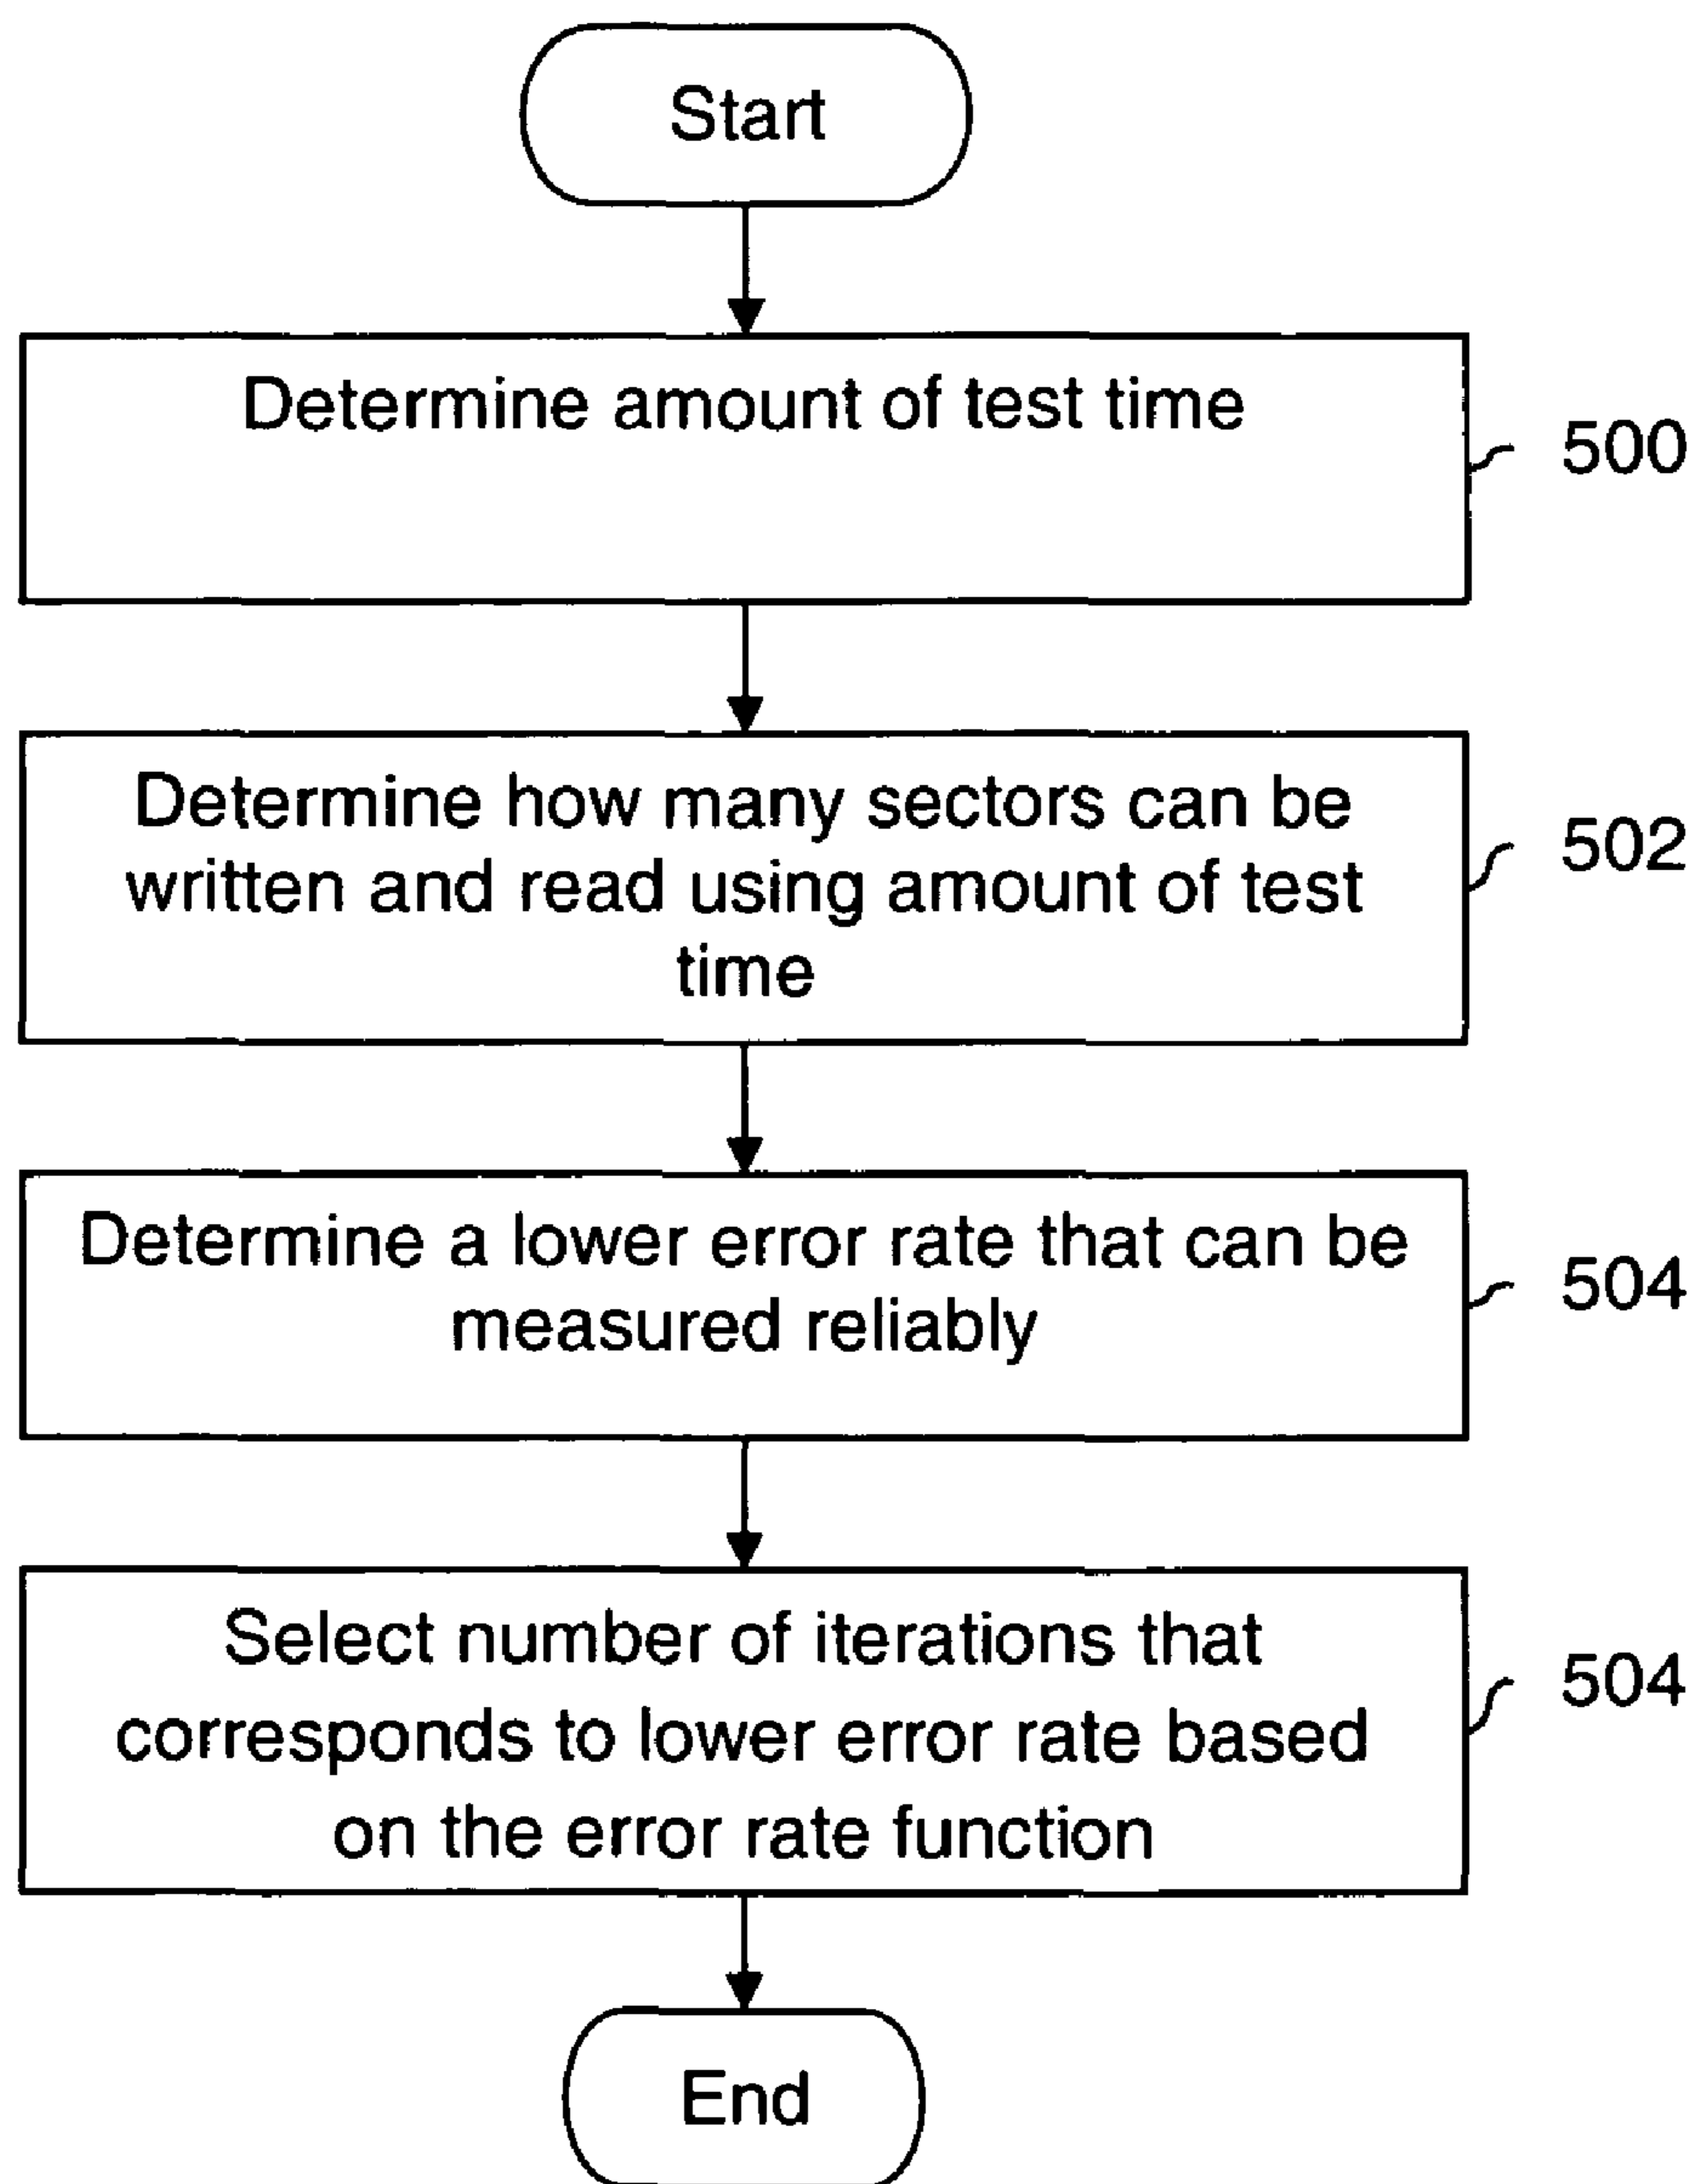 Start
Determine amount of test time
500
Determine how many sectors can be
written and read using amount of test
time
502
Determine a lower error rate that can be
measured reliably
504
Select number of iterations that
corresponds to lower error rate based
on the error rate function
504
End